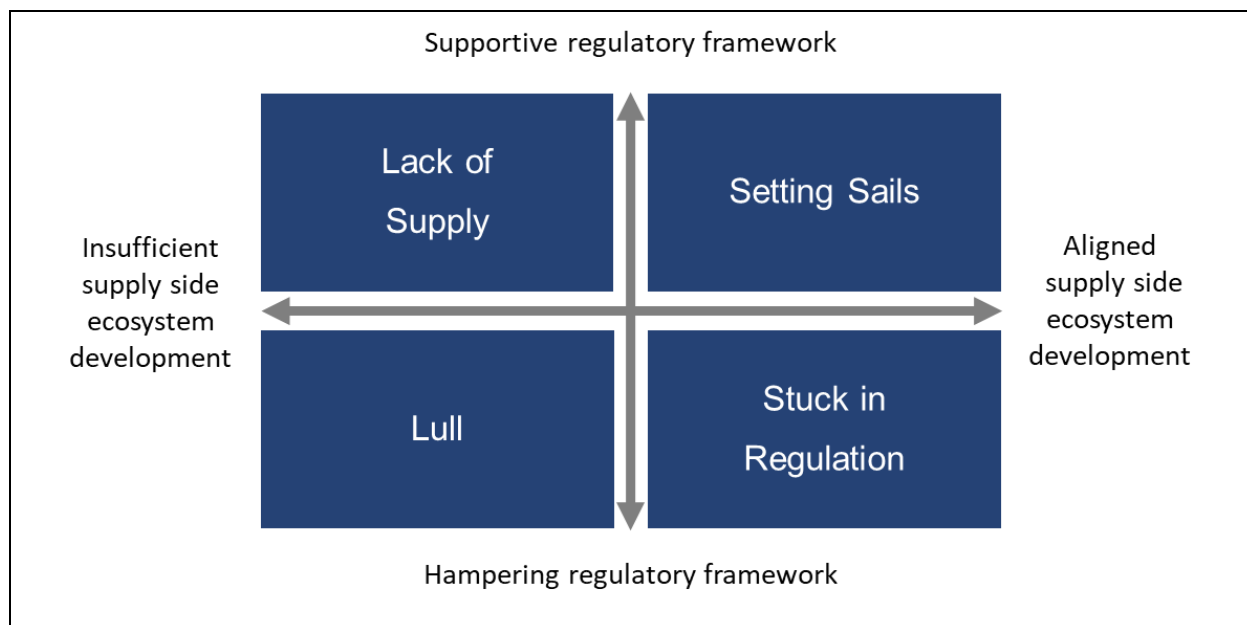 Supportive regulatory framework
Lack of
Supply
Setting Sails
Insufficient
supply side
ecosystem
development
Aligned
supply side
ecosystem
development
Lull
Stuck in
Regulation
Hampering regulatory framework